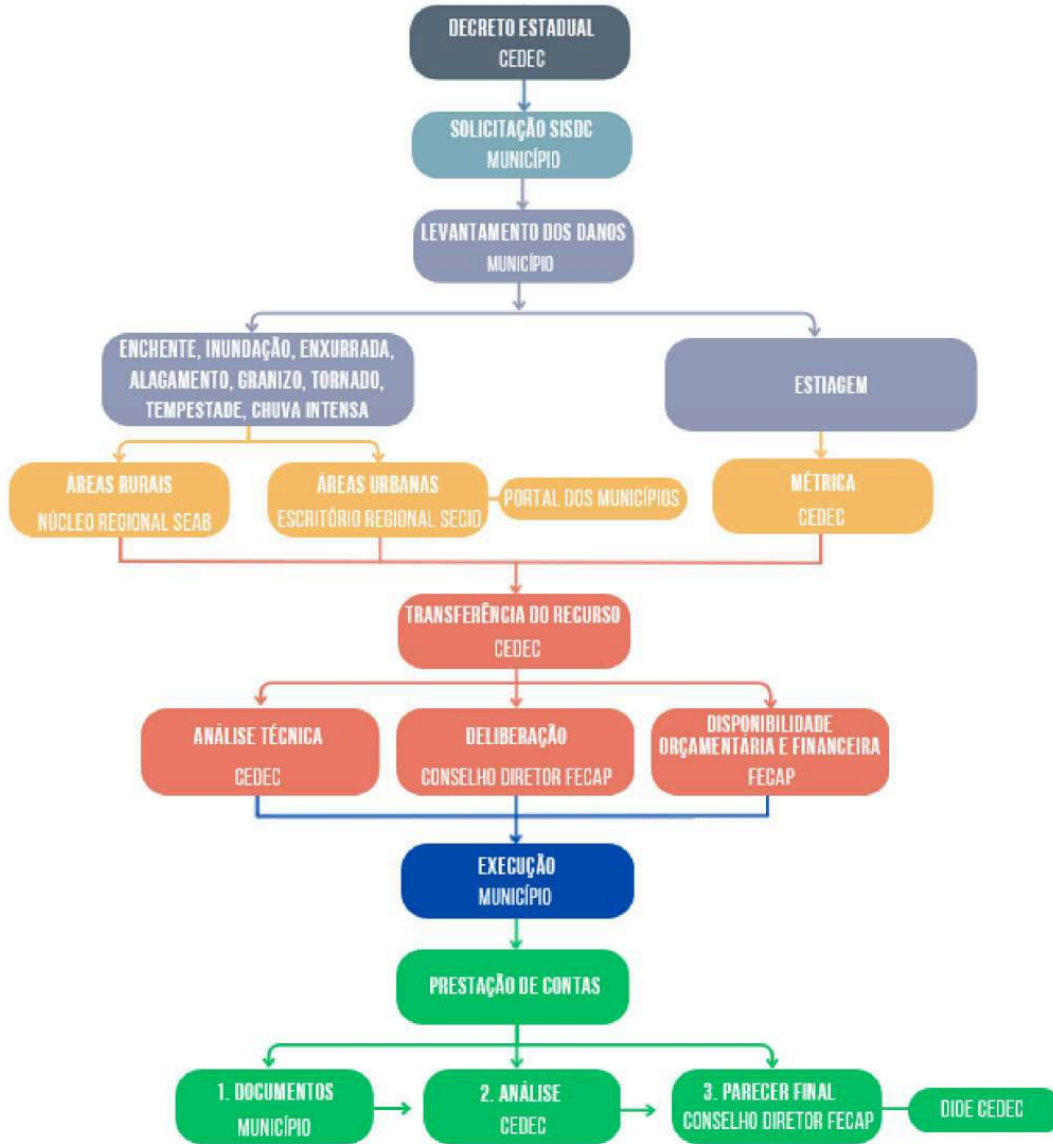 DECRETO ESTADUAL
CEDEC
SOLICITAÇÃO SISDC
MUNICÍPIO
LEVANTAMENTO DOS DANOS
MUNICÍPIO
ENCHENTE, INUNDAÇÃO, ENXURRADA,
ALAGAMENTO, GRANIZO, TORNADO,
TEMPESTADE, CHUVA INTENSA
ESTIAGEM
ÁREAS RURAIS
NÚCLEO REGIONAL SEAB
ÁREAS URBANAS
ESCRITÓRIO REGIONAL SECID
PORTAL DOS MUNICÍPIOS
MÉTRICA
CEDEC
TRANSFERÊNCIA DO RECURSO
CEDEC
ANÁLISE TÉCNICA
CEDEC
DELIBERAÇÃO
CONSELHO DIRETOR FECAP
DISPONIBILIDADE
ORÇAMENTÁRIA E FINANCEIRA
FECAP
EXECUÇÃO
MUNICÍPIO
PRESTAÇÃO DE CONTAS
1. DOCUMENTOS
MUNICÍPIO
2. ANÁLISE
CEDEC
3. PARECER FINAL
CONSELHO DIRETOR FECAP
DIOE CEDEC